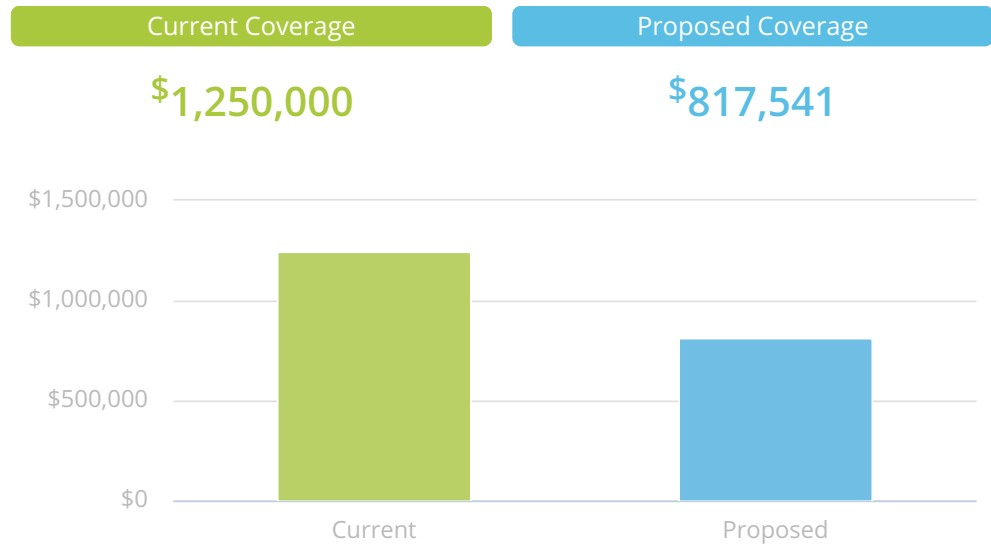 Current Coverage
Proposed Coverage
$1,250,000
$817,541
$1,500,000
$1,000,000
$500,000
$0
Current
Proposed